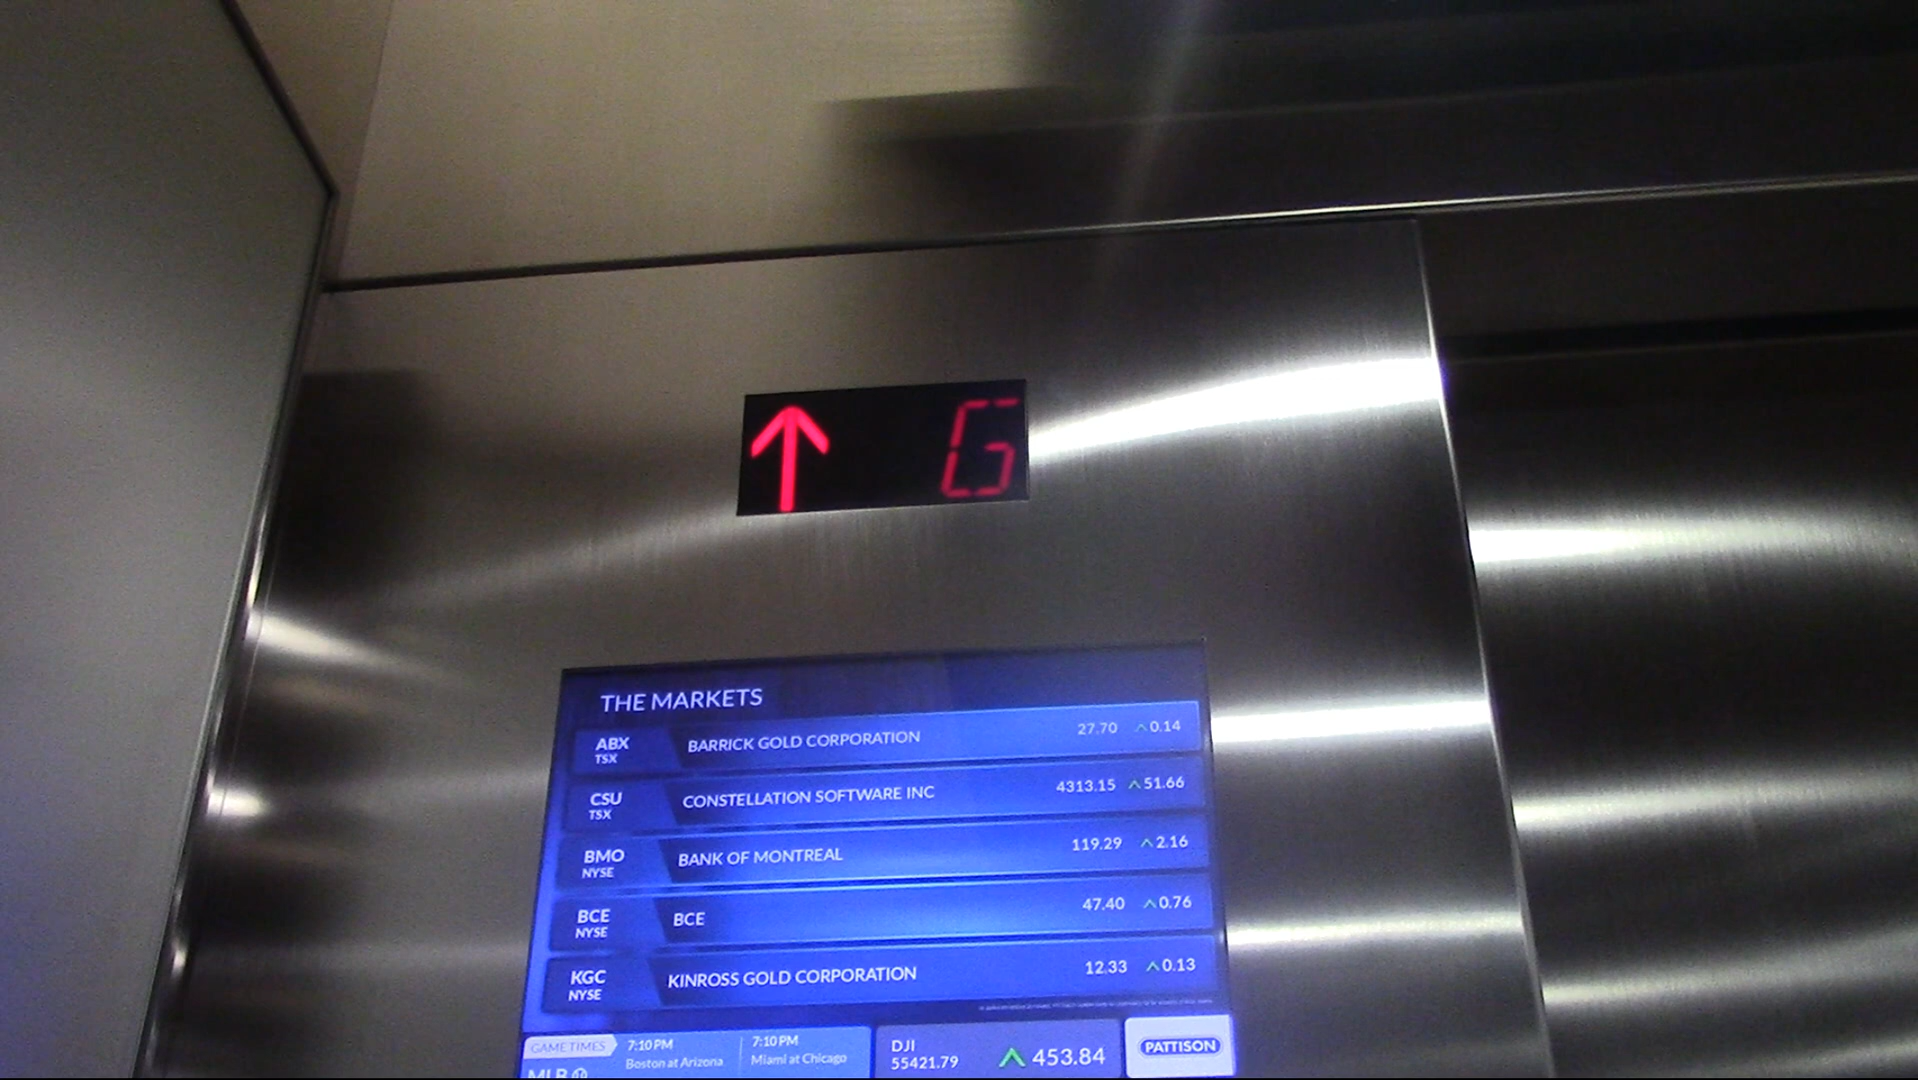 G
THE MARKETS
ABX TSX BARRICK GOLD CORPORATION 27.70 0.14
CSU TSX CONSTELLATION SOFTWARE INC 4313.15 51.66
BMO NYSE BANK OF MONTREAL 119.29 2.16
BCE NYSE BCE 47.40 0.76
KGC NYSE KINROSS GOLD CORPORATION 12.33 0.13
GAME TIMES
MLB
7:10 PM
Boston at Arizona
7:10 PM
Miami at Chicago
DJI
55421.79
453.84
PATTISON